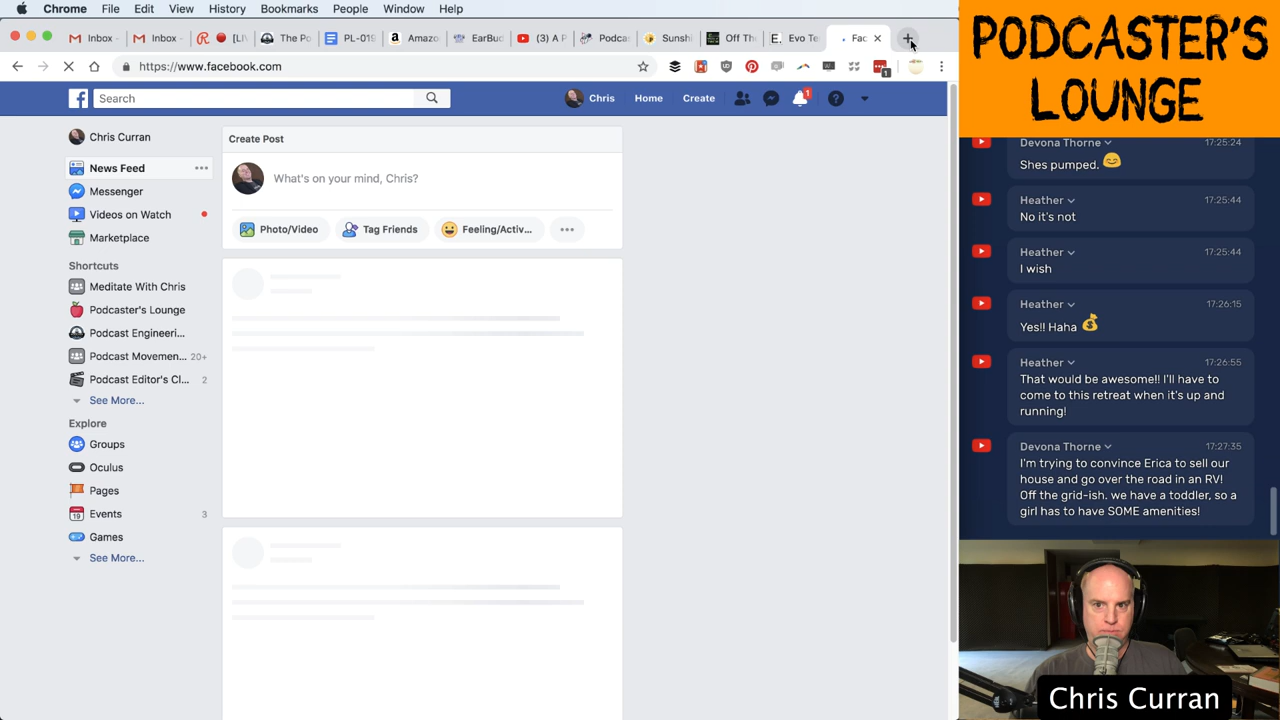 Chrome File Edit View History Bookmarks People Window Help
Inbox Inbox [LIV The Po PL-019 Amazo EarBud (3) A P Podca: Sunshi Off Th Evo Te Fac
https://www.facebook.com
1
Search
Chris Home Create 1
Chris Curran
News Feed
Messenger
Videos on Watch
Marketplace
Shortcuts
Meditate With Chris
Podcaster's Lounge
Podcast Engineeri...
Podcast Movemen... 20+
Podcast Editor's Cl... 2
See More...
Explore
Groups
Oculus
Pages
Events 3
Games
See More...
Create Post
What's on your mind, Chris?
Photo/Video Tag Friends Feeling/Activ...
PODCASTER'S
LOUNGE
Devona Thorne 17:25:24
Shes pumped. 😊
Heather 17:25:44
No it's not
Heather 17:25:44
I wish
Heather 17:26:15
Yes!! Haha 💰
Heather 17:26:55
That would be awesome!! I'll have to
come to this retreat when it's up and
running!
Devona Thorne 17:27:35
I'm trying to convince Erica to sell our
house and go over the road in an RV!
Off the grid-ish. we have a toddler, so a
girl has to have SOME amenities!
Chris Curran